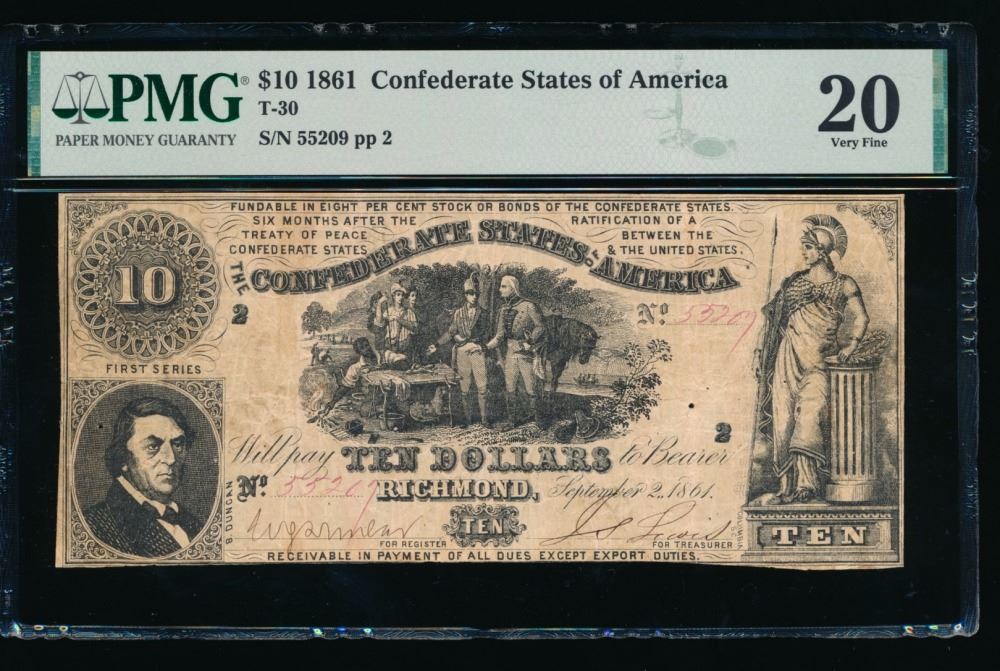 PMG®
PAPER MONEY GUARANTY
$10 1861 Confederate States of America
T-30
S/N 55209 pp 2
20
Very Fine
FUNDABLE IN EIGHT PER CENT STOCK OR BONDS OF THE CONFEDERATE STATES.
SIX MONTHS AFTER THE RATIFICATION OF A
TREATY OF PEACE BETWEEN THE
CONFEDERATE STATES & THE UNITED STATES.
THE CONFEDERATE STATES OF AMERICA
10
2
No 55209
FIRST SERIES
2
Will pay TEN DOLLARS to Bearer
No 55209 RICHMOND, September 2, 1861.
B. DUNCAN
TEN
FOR REGISTER
J S Lewis
FOR TREASURER
TEN
RECEIVABLE IN PAYMENT OF ALL DUES EXCEPT EXPORT DUTIES.